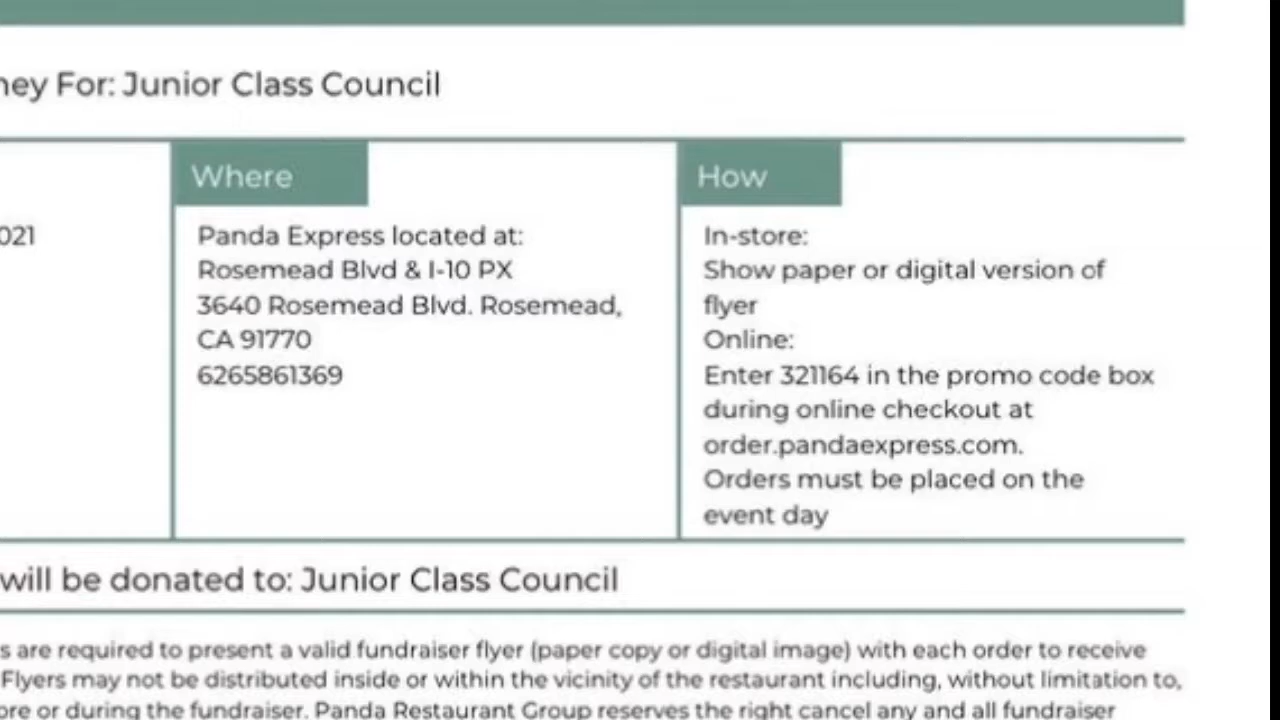 For: Junior Class Council
Where
How
Panda Express located at:
Rosemead Blvd & I-10 PX
3640 Rosemead Blvd. Rosemead,
CA 91770
6265861369
In-store:
Show paper or digital version of
flyer
Online:
Enter 321164 in the promo code box
during online checkout at
order.pandaexpress.com.
Orders must be placed on the
event day
will be donated to: Junior Class Council
are required to present a valid fundraiser flyer (paper copy or digital image) with each order to receive
Flyers may not be distributed inside or within the vicinity of the restaurant including, without limitation to,
or during the fundraiser. Panda Restaurant Group reserves the right cancel any and all fundraiser